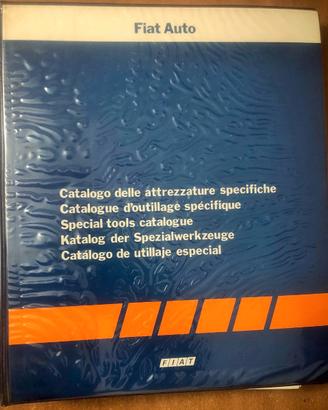 Fiat Auto
Catalogo delle attrezzature specifiche
Catalogue d'outillage spécifique
Special tools catalogue
Katalog der Spezialwerkzeuge
Catálogo de utillaje especial
FIAT